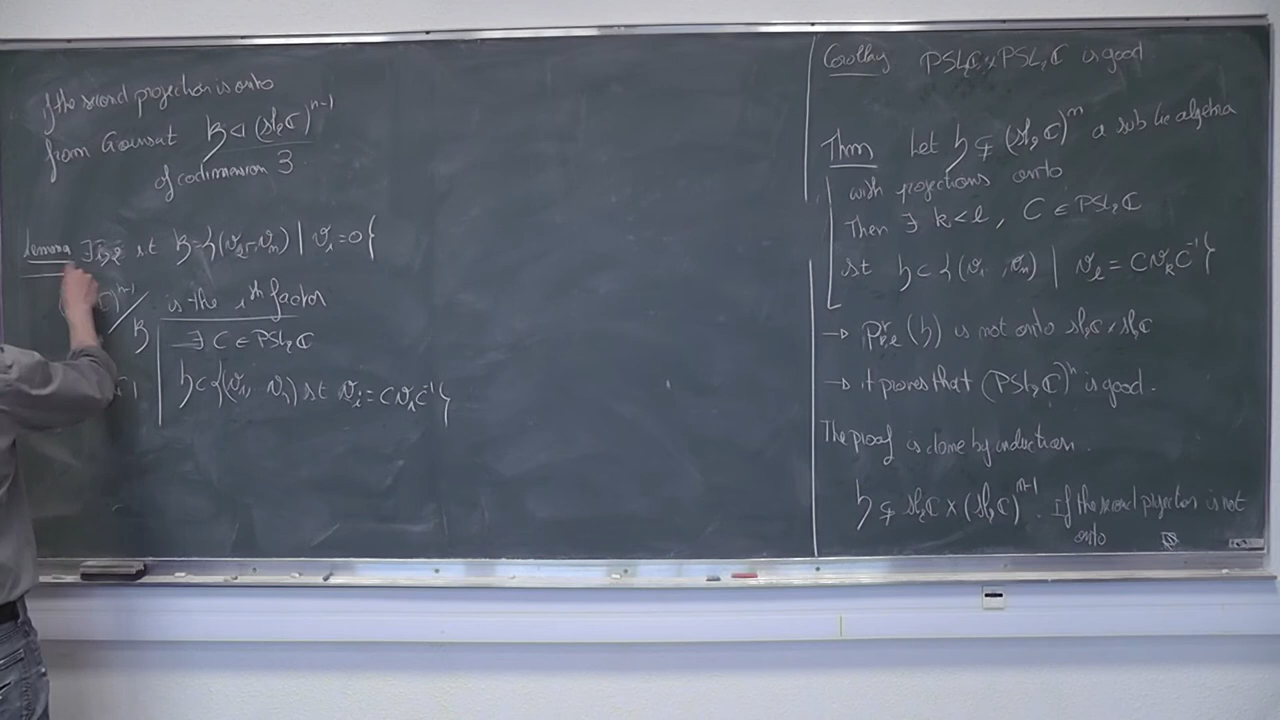 If the second projection is onto
from Goursat 𝔨 ◁ (sl₂ℂ)ⁿ⁻¹
of codimension 3
Lemma ∃ i≥2 st 𝔨 = {(v₂, vₙ) | vᵢ = 0}
ℂ)ⁿ⁻¹/𝔨 is the iᵗʰ factor
∃ C ∈ PSL₂ℂ
𝔥 ⊂ {(v₁, vₙ) st vᵢ = C v₁ C⁻¹}
Corollary PSL₂ℂ × PSL₂ℂ is good
Thm Let 𝔥 ⊊ (sl₂ℂ)ⁿ a sub lie algebra
with projections onto
Then ∃ k < l, C ∈ PSL₂ℂ
st 𝔥 ⊂ {(v₁, vₙ) | v_l = C v_k C⁻¹}
→ (𝔥) is not onto sl₂ℂ × sl₂ℂ
→ it proves that (PSL₂ℂ)ⁿ is good.
The proof is done by induction.
𝔥 ⊊ sl₂ℂ × (sl₂ℂ)ⁿ⁻¹. If the second projection is not
onto